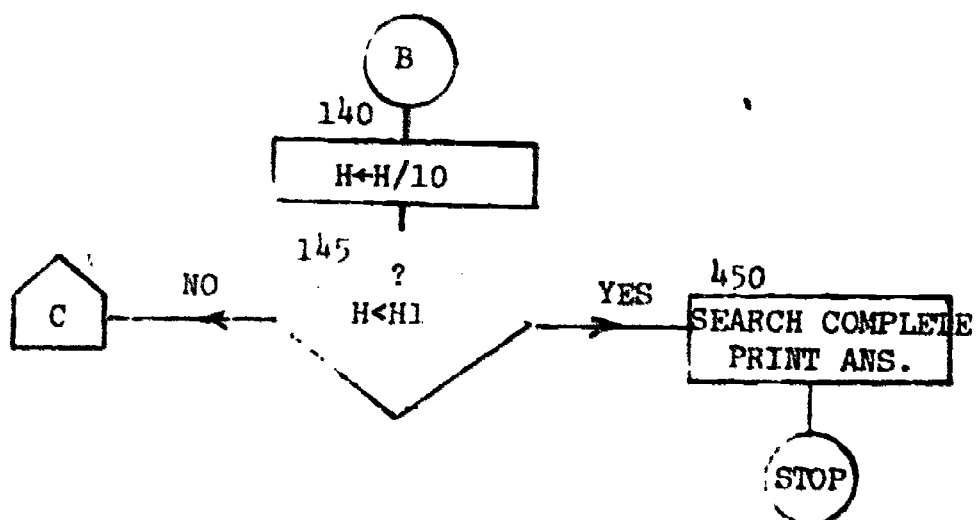 B
140
H←H/10
145
?
H<H1
NO
C
YES
450
SEARCH COMPLETE
PRINT ANS.
STOP